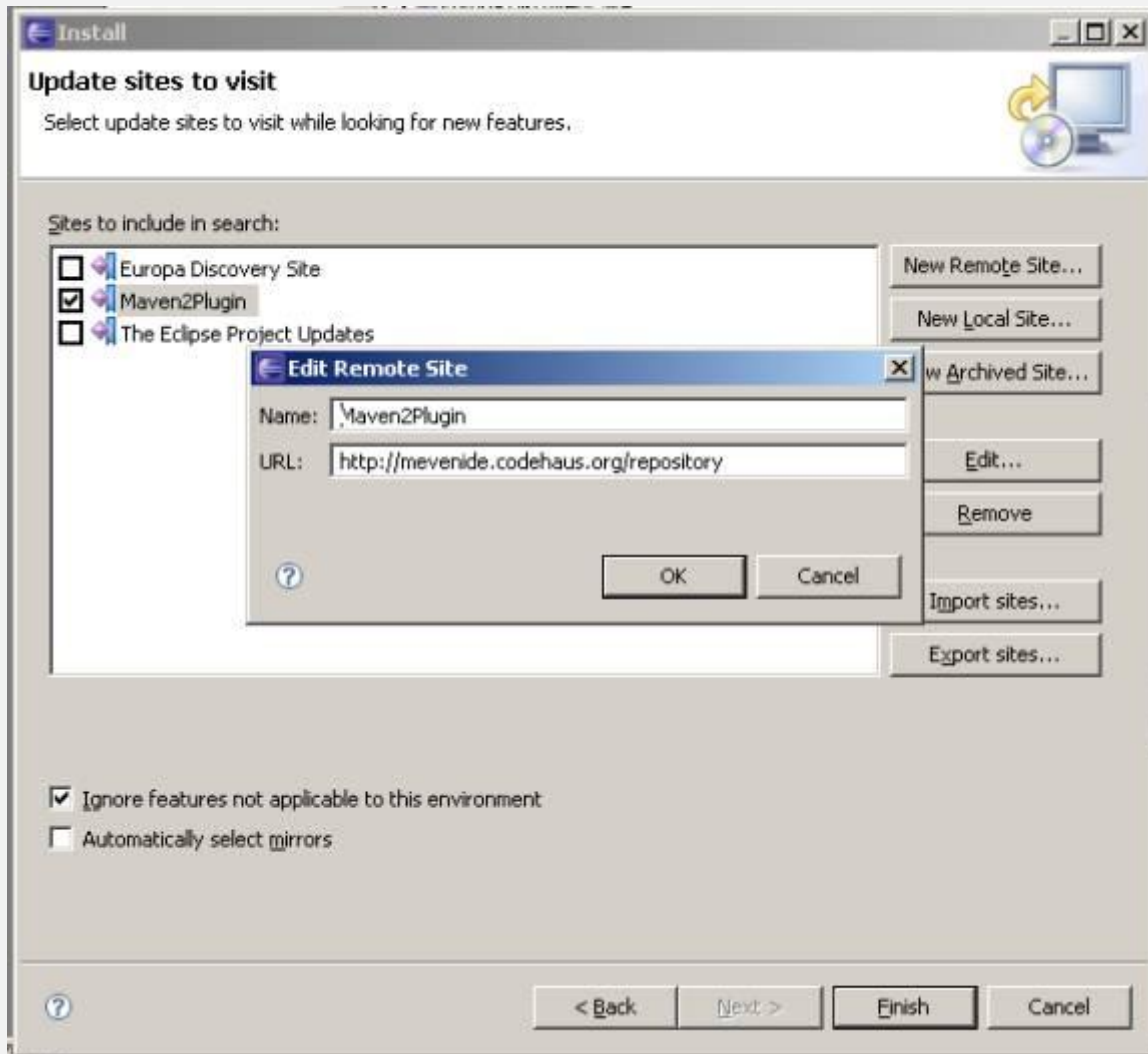 Install
Update sites to visit
Select update sites to visit while looking for new features.
Sites to include in search:
Europa Discovery Site
Maven2Plugin
The Eclipse Project Updates
New Remote Site...
New Local Site...
w Archived Site...
Edit...
Remove
Import sites...
Export sites...
Edit Remote Site
Name: Maven2Plugin
URL: http://mevenide.codehaus.org/repository
OK Cancel
Ignore features not applicable to this environment
Automatically select mirrors
< Back Next > Finish Cancel